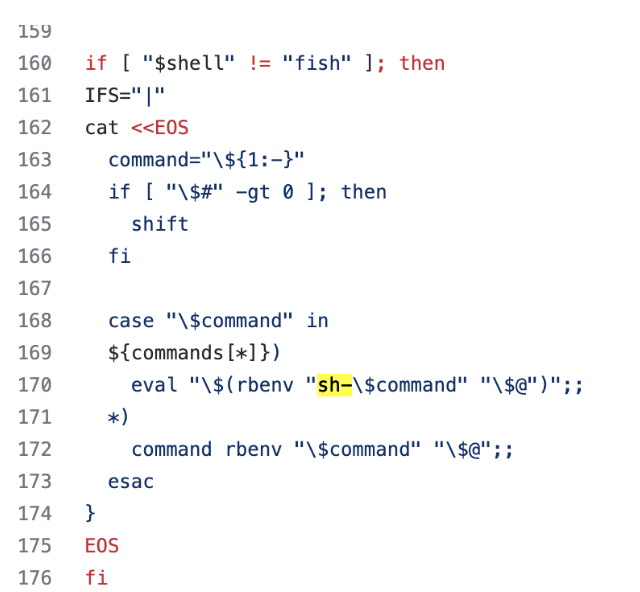 159
160 if [ "$shell" != "fish" ]; then
161 IFS="|"
162 cat <<EOS
163   command="\${1:-}"
164   if [ "\$#" -gt 0 ]; then
165     shift
166   fi
167
168   case "\$command" in
169   ${commands[*]})
170     eval "\$(rbenv "sh-\$command" "\$@")";;
171   *)
172     command rbenv "\$command" "\$@";;
173   esac
174 }
175 EOS
176 fi